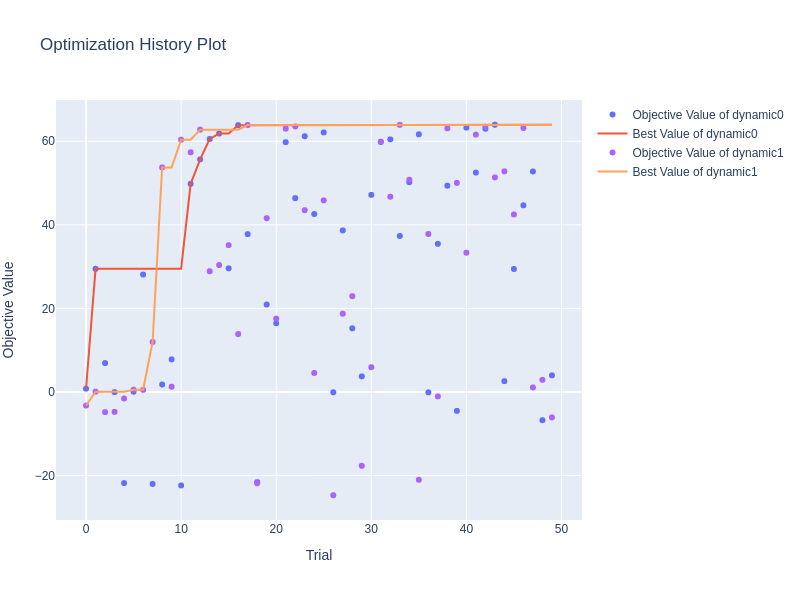 Optimization History Plot
Objective Value of dynamic0
Best Value of dynamic0
Objective Value of dynamic1
Best Value of dynamic1
Objective Value
60
40
20
0
−20
0
10
20
30
40
50
Trial